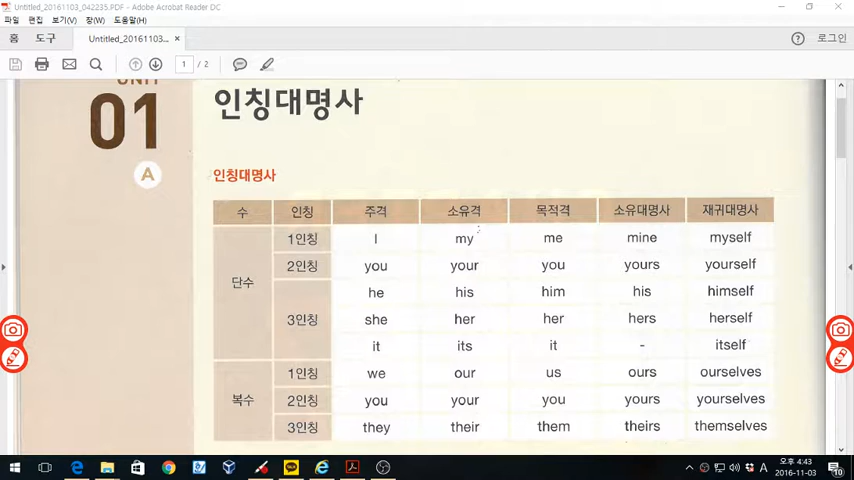 Untitled_20161103_042235.PDF - Adobe Acrobat Reader DC
파일 편집 보기(V) 창(W) 도움말(H)
홈 도구 Untitled_20161103... × ? 로그인
1 / 2
UNIT
01 인칭대명사
A 인칭대명사
수 인칭 주격 소유격 목적격 소유대명사 재귀대명사
단수 1인칭 I my me mine myself
2인칭 you your you yours yourself
3인칭 he his him his himself
she her her hers herself
it its it - itself
복수 1인칭 we our us ours ourselves
2인칭 you your you yours yourselves
3인칭 they their them theirs themselves
A 오후 4:43
2016-11-03 10